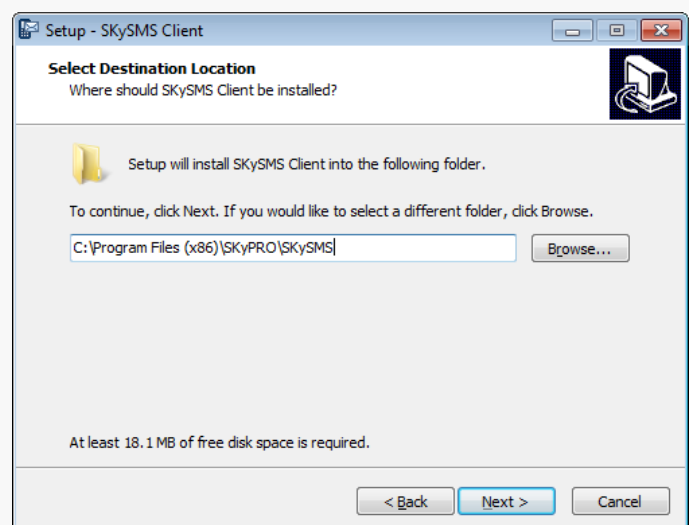 Setup - SKySMS Client
Select Destination Location
Where should SKySMS Client be installed?
Setup will install SKySMS Client into the following folder.
To continue, click Next. If you would like to select a different folder, click Browse.
C:\Program Files (x86)\SKyPRO\SKySMS
Browse...
At least 18.1 MB of free disk space is required.
< Back
Next >
Cancel